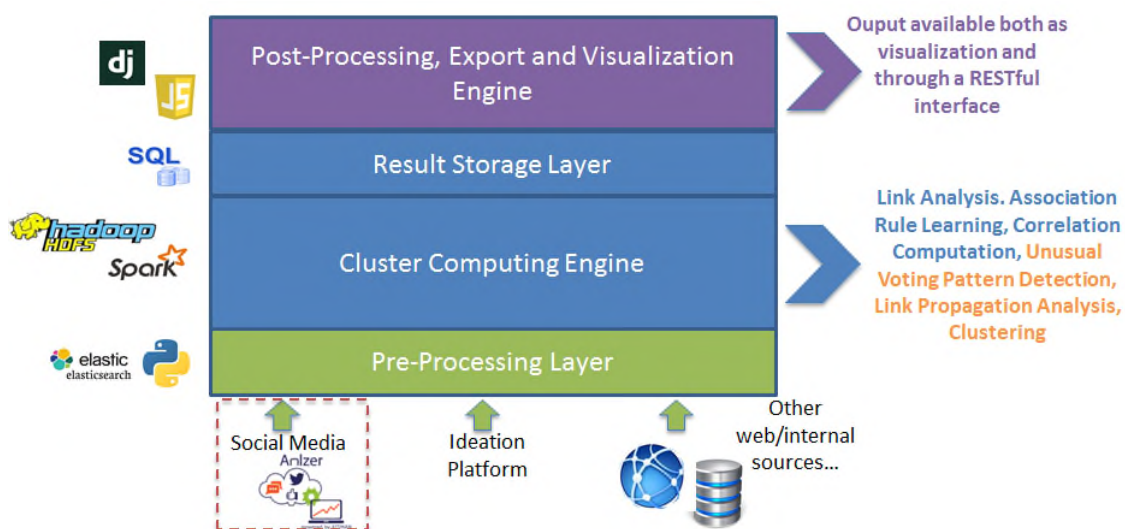 dj
JS
Post-Processing, Export and Visualization
Engine
Ouput available both as
visualization and
through a RESTful
interface
SQL
Result Storage Layer
hadoop
HDFS
Spark
Cluster Computing Engine
Link Analysis. Association
Rule Learning, Correlation
Computation, Unusual
Voting Pattern Detection,
Link Propagation Analysis,
Clustering
elastic
elasticsearch
Pre-Processing Layer
Social Media
Anlzer
Ideation
Platform
Other
web/internal
sources...